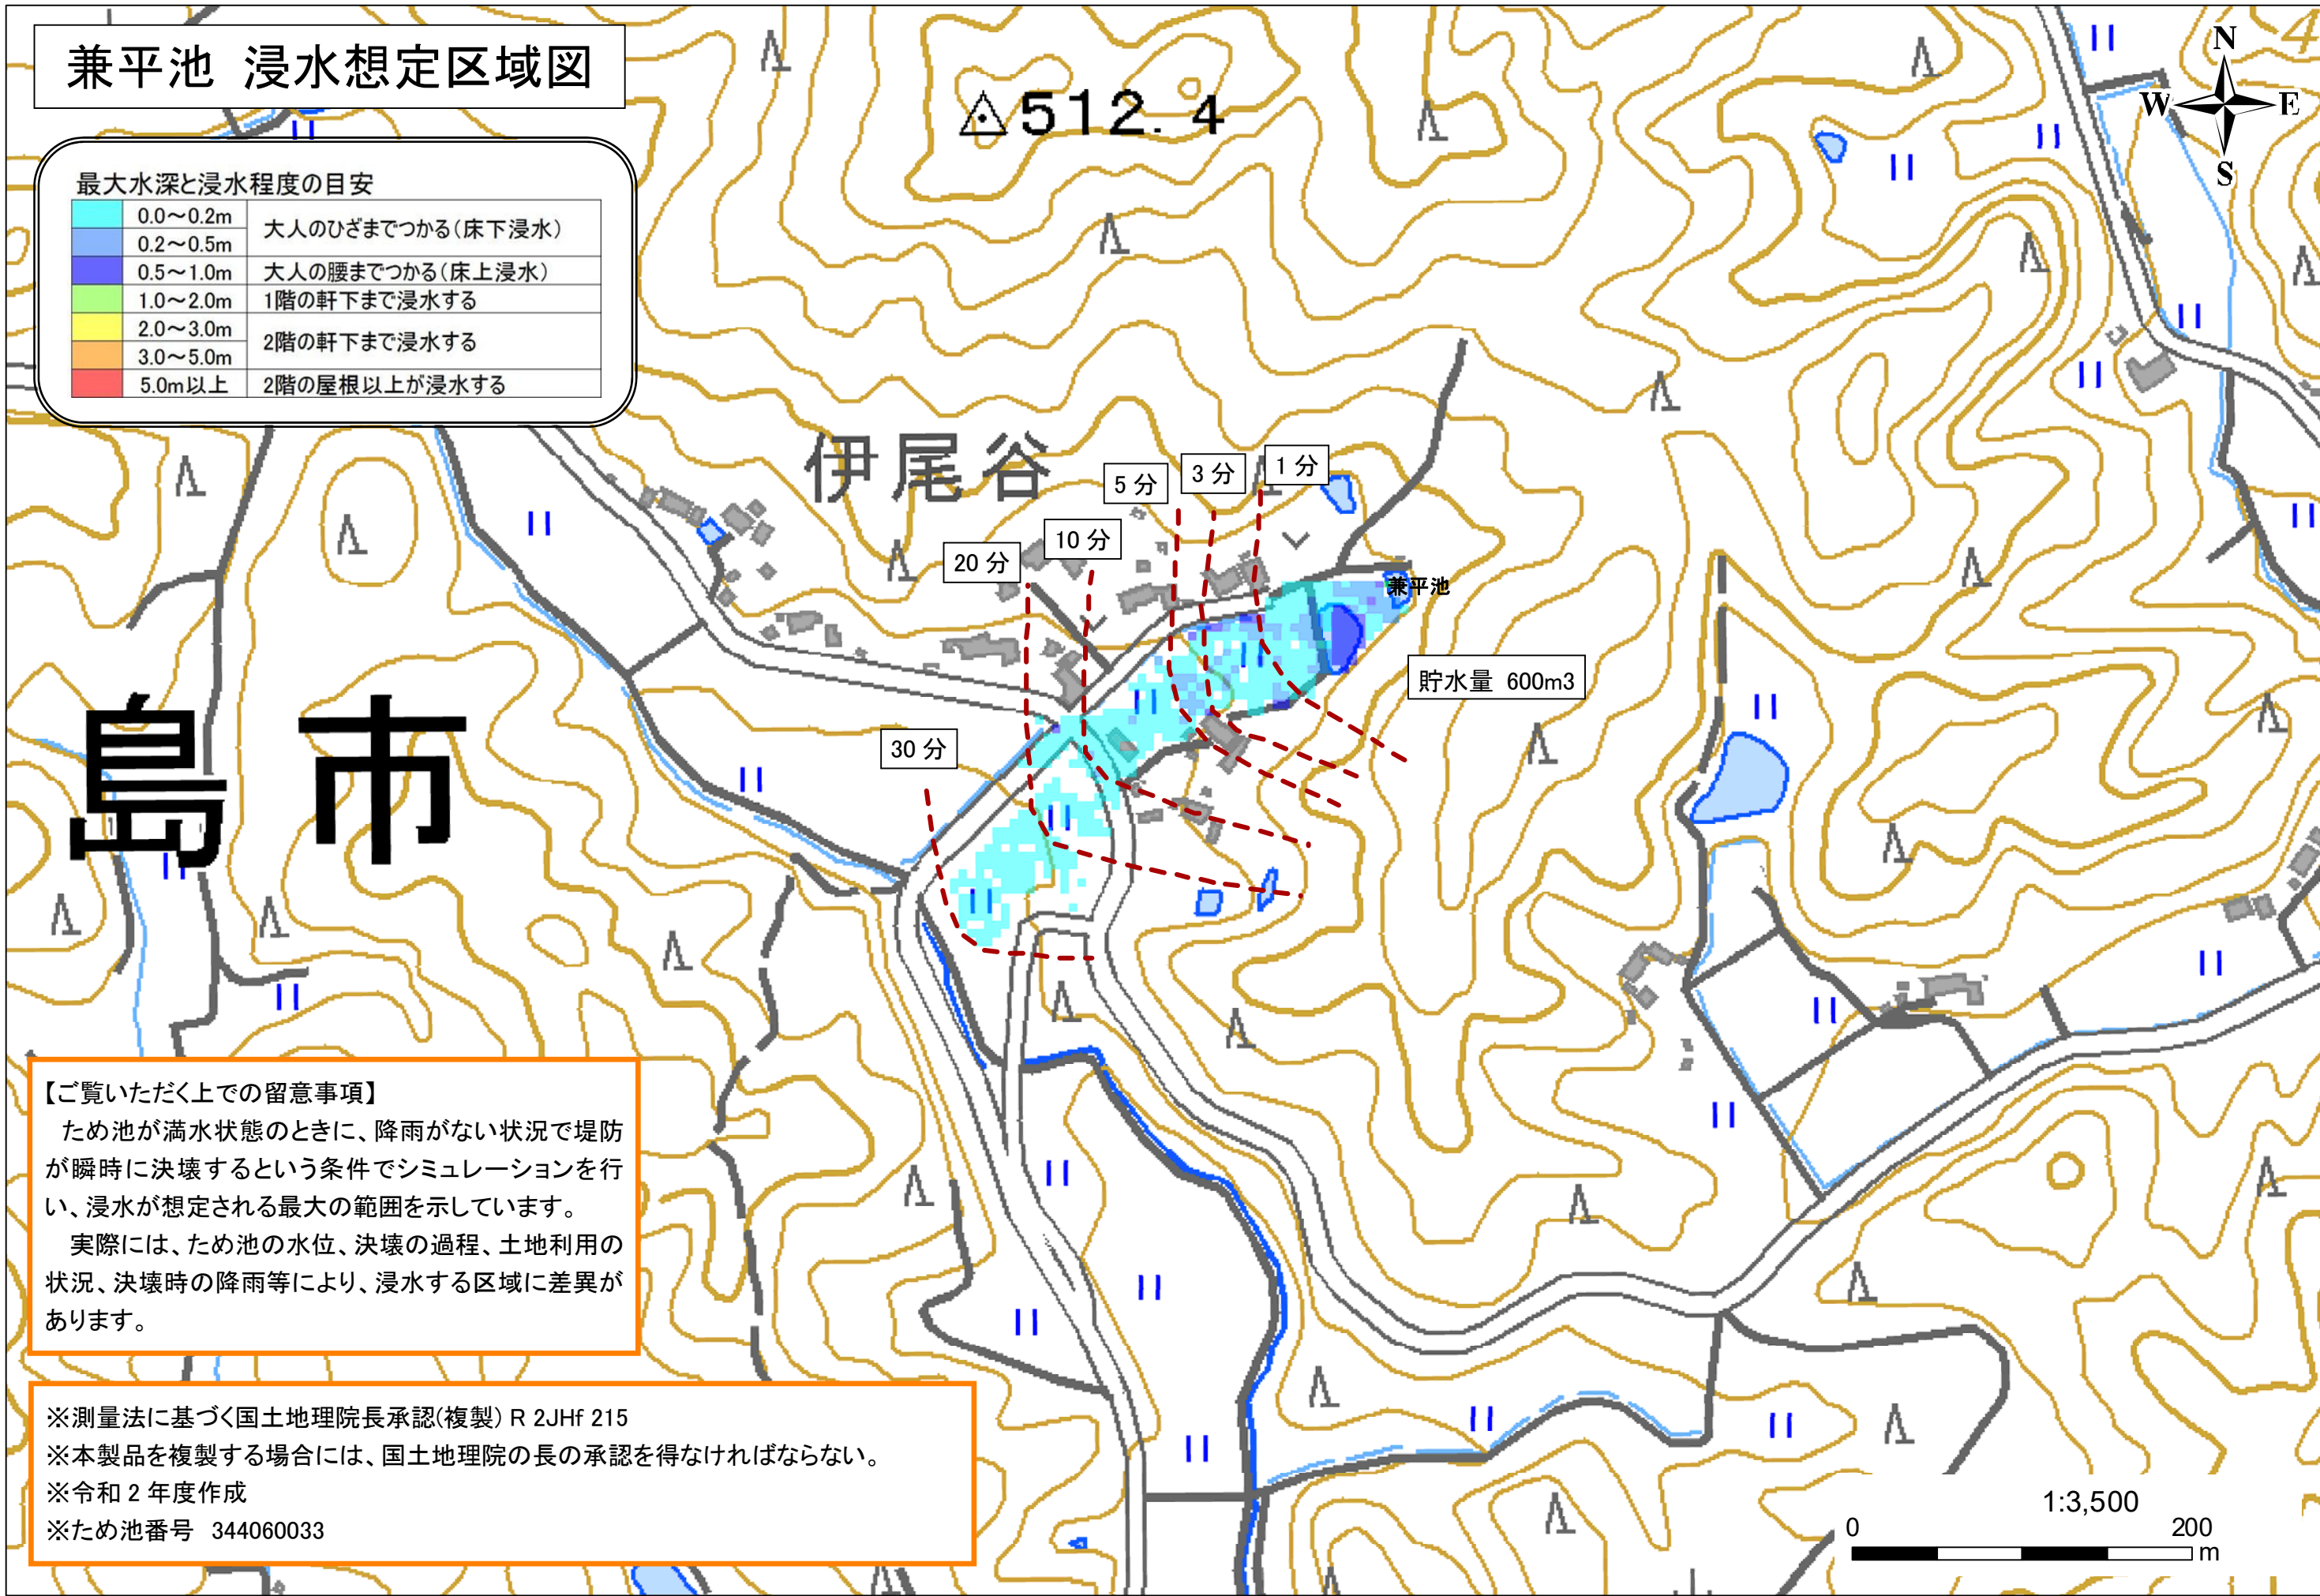 兼平池 浸水想定区域図
N
W E
S
△512.4
4
最大水深と浸水程度の目安
0.0～0.2m 大人のひざまでつかる（床下浸水）
0.2～0.5m
0.5～1.0m 大人の腰までつかる（床上浸水）
1.0～2.0m 1階の軒下まで浸水する
2.0～3.0m 2階の軒下まで浸水する
3.0～5.0m
5.0m以上 2階の屋根以上が浸水する
伊尾谷
1 分
3 分
5 分
10 分
20 分
30 分
兼平池
貯水量 600m3
島市
【ご覧いただく上での留意事項】
ため池が満水状態のときに、降雨がない状況で堤防
が瞬時に決壊するという条件でシミュレーションを行
い、浸水が想定される最大の範囲を示しています。
実際には、ため池の水位、決壊の過程、土地利用の
状況、決壊時の降雨等により、浸水する区域に差異が
あります。
※測量法に基づく国土地理院長承認(複製) R 2JHf 215
※本製品を複製する場合には、国土地理院の長の承認を得なければならない。
※令和 2 年度作成
※ため池番号 344060033
1:3,500
0 200
m